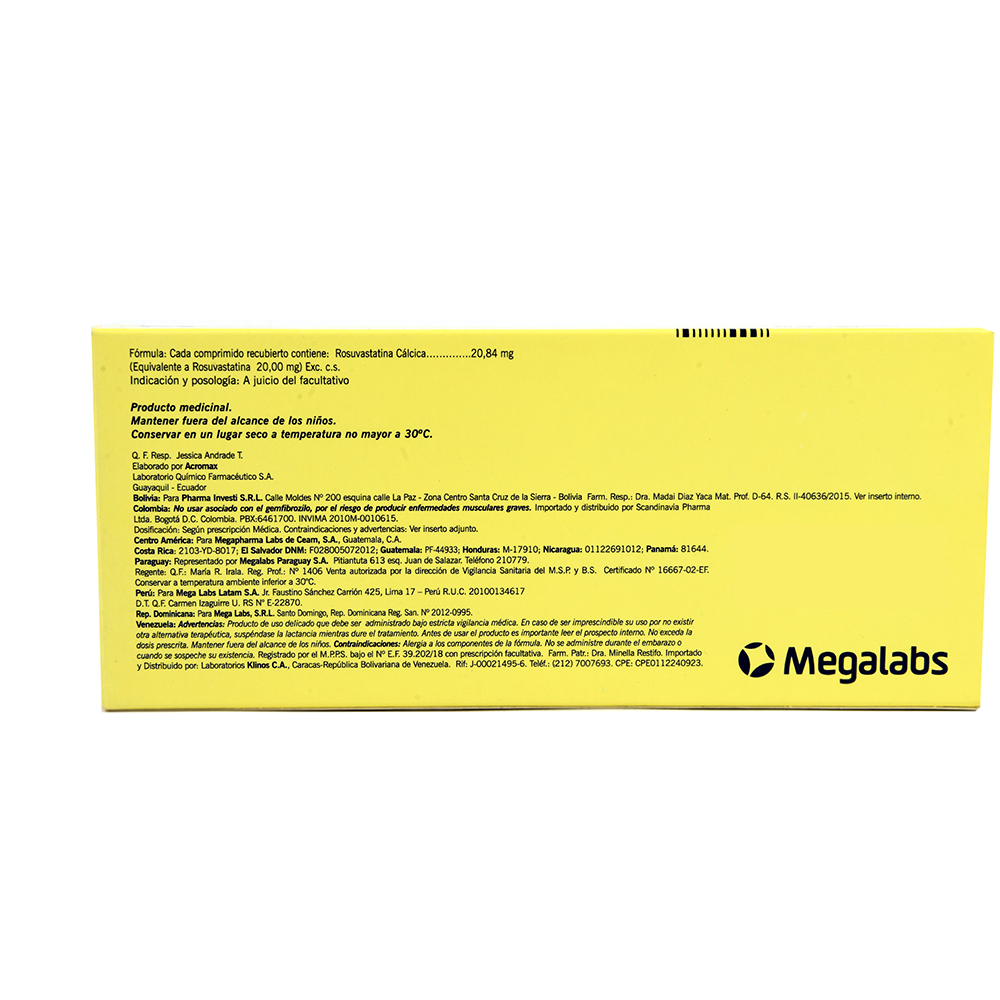 Fórmula: Cada comprimido recubierto contiene: Rosuvastatina Cálcica..............20,84 mg
(Equivalente a Rosuvastatina 20,00 mg) Exc. c.s.
Indicación y posología: A juicio del facultativo
Producto medicinal.
Mantener fuera del alcance de los niños.
Conservar en un lugar seco a temperatura no mayor a 30ºC.
Q. F. Resp. Jessica Andrade T.
Elaborado por Acromax
Laboratorio Químico Farmacéutico S.A.
Guayaquil - Ecuador
Bolivia: Para Pharma Investi S.R.L. Calle Moldes Nº 200 esquina calle La Paz - Zona Centro Santa Cruz de la Sierra - Bolivia Farm. Resp.: Dra. Madai Diaz Yaca Mat. Prof. D-64. R.S. II-40636/2015. Ver inserto interno.
Colombia: No usar asociado con el gemfibrozilo, por el riesgo de producir enfermedades musculares graves. Importado y distribuido por Scandinavia Pharma
Ltda. Bogotá D.C. Colombia. PBX:6461700. INVIMA 2010M-0010615.
Dosificación: Según prescripción Médica. Contraindicaciones y advertencias: Ver inserto adjunto.
Centro América: Para Megapharma Labs de Ceam, S.A., Guatemala, C.A.
Costa Rica: 2103-YD-8017; El Salvador DNM: F028005072012; Guatemala: PF-44933; Honduras: M-17910; Nicaragua: 01122691012; Panamá: 81644.
Paraguay: Representado por Megalabs Paraguay S.A. Pitiantuta 613 esq. Juan de Salazar. Teléfono 210779.
Regente: Q.F.: María R. Irala. Reg. Prof.: Nº 1406 Venta autorizada por la dirección de Vigilancia Sanitaria del M.S.P. y B.S. Certificado Nº 16667-02-EF.
Conservar a temperatura ambiente inferior a 30ºC.
Perú: Para Mega Labs Latam S.A. Jr. Faustino Sánchez Carrión 425, Lima 17 – Perú R.U.C. 20100134617
D.T. Q.F. Carmen Izaguirre U. RS Nº E-22870.
Rep. Dominicana: Para Mega Labs, S.R.L. Santo Domingo, Rep. Dominicana Reg. San. Nº 2012-0995.
Venezuela: Advertencias: Producto de uso delicado que debe ser administrado bajo estricta vigilancia médica. En caso de ser imprescindible su uso por no existir
otra alternativa terapéutica, suspéndase la lactancia mientras dure el tratamiento. Antes de usar el producto es importante leer el prospecto interno. No exceda la
dosis prescrita. Mantener fuera del alcance de los niños. Contraindicaciones: Alergia a los componentes de la fórmula. No se administre durante el embarazo o
cuando se sospeche su existencia. Registrado por el M.P.P.S. bajo el Nº E.F. 39.202/18 con prescripción facultativa. Farm. Patr.: Dra. Minella Restifo. Importado
y Distribuido por: Laboratorios Klinos C.A., Caracas-República Bolivariana de Venezuela. Rif: J-00021495-6. Teléf.: (212) 7007693. CPE: CPE0112240923.
Megalabs